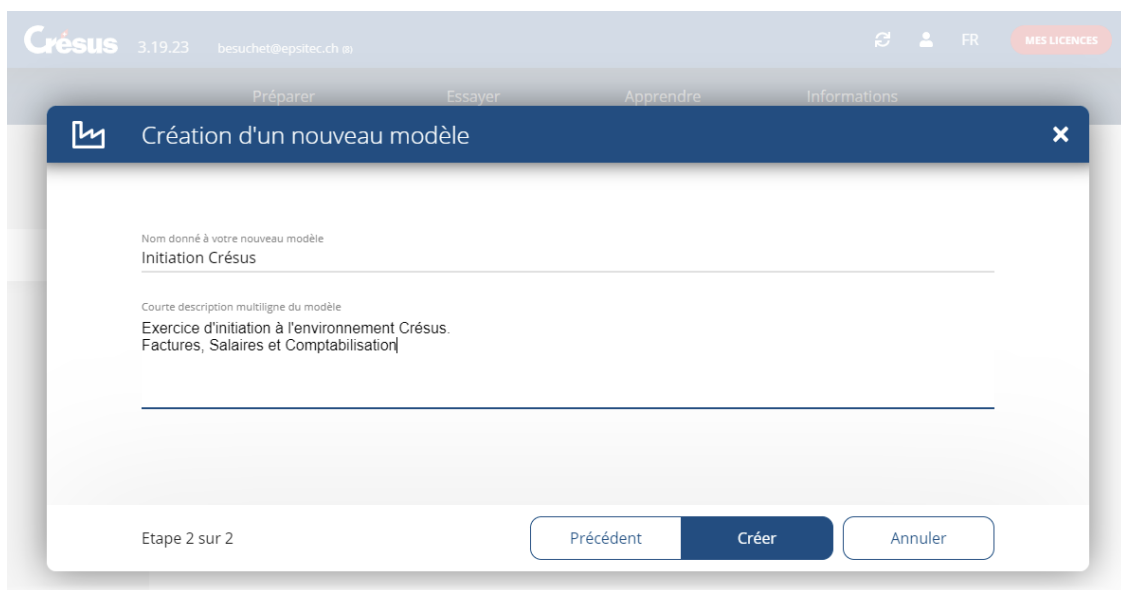 Crésus 3.19.23 besuchet@epsitec.ch FR MES LICENCES
Préparer Essayer Apprendre Informations
Création d'un nouveau modèle
Nom donné à votre nouveau modèle
Initiation Crésus
Courte description multiligne du modèle
Exercice d'initiation à l'environnement Crésus.
Factures, Salaires et Comptabilisation
Etape 2 sur 2 Précédent Créer Annuler